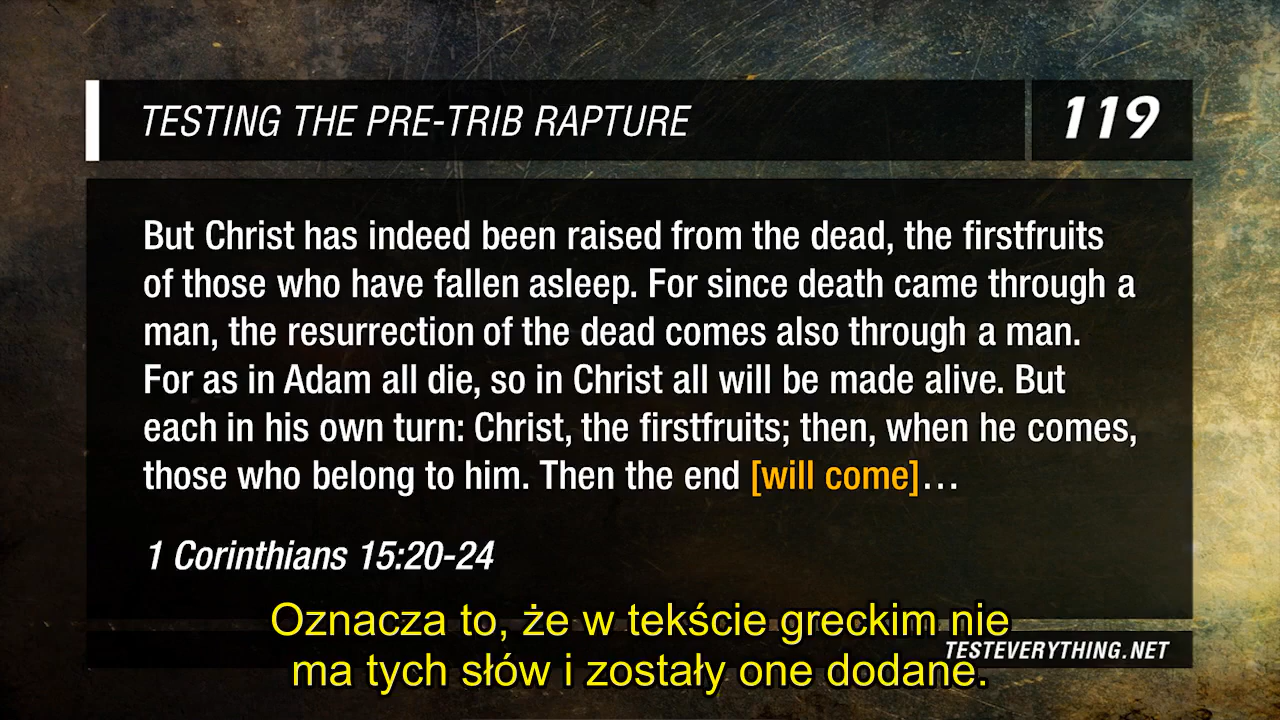 TESTING THE PRE-TRIB RAPTURE
119
But Christ has indeed been raised from the dead, the firstfruits
of those who have fallen asleep. For since death came through a
man, the resurrection of the dead comes also through a man.
For as in Adam all die, so in Christ all will be made alive. But
each in his own turn: Christ, the firstfruits; then, when he comes,
those who belong to him. Then the end [will come]…
1 Corinthians 15:20-24
Oznacza to, że w tekście greckim nie
TESTEVERYTHING.NET
ma tych słów i zostały one dodane.